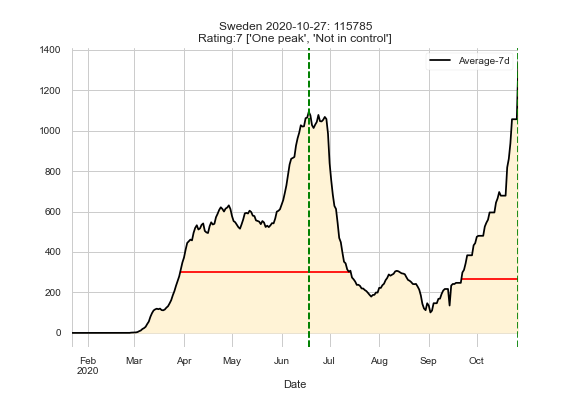 Sweden 2020-10-27: 115785
Rating:7 ['One peak', 'Not in control']
1400
1200
1000
800
600
400
200
0
Average-7d
Feb
2020
Mar
Apr
May
Jun
Jul
Aug
Sep
Oct
Date